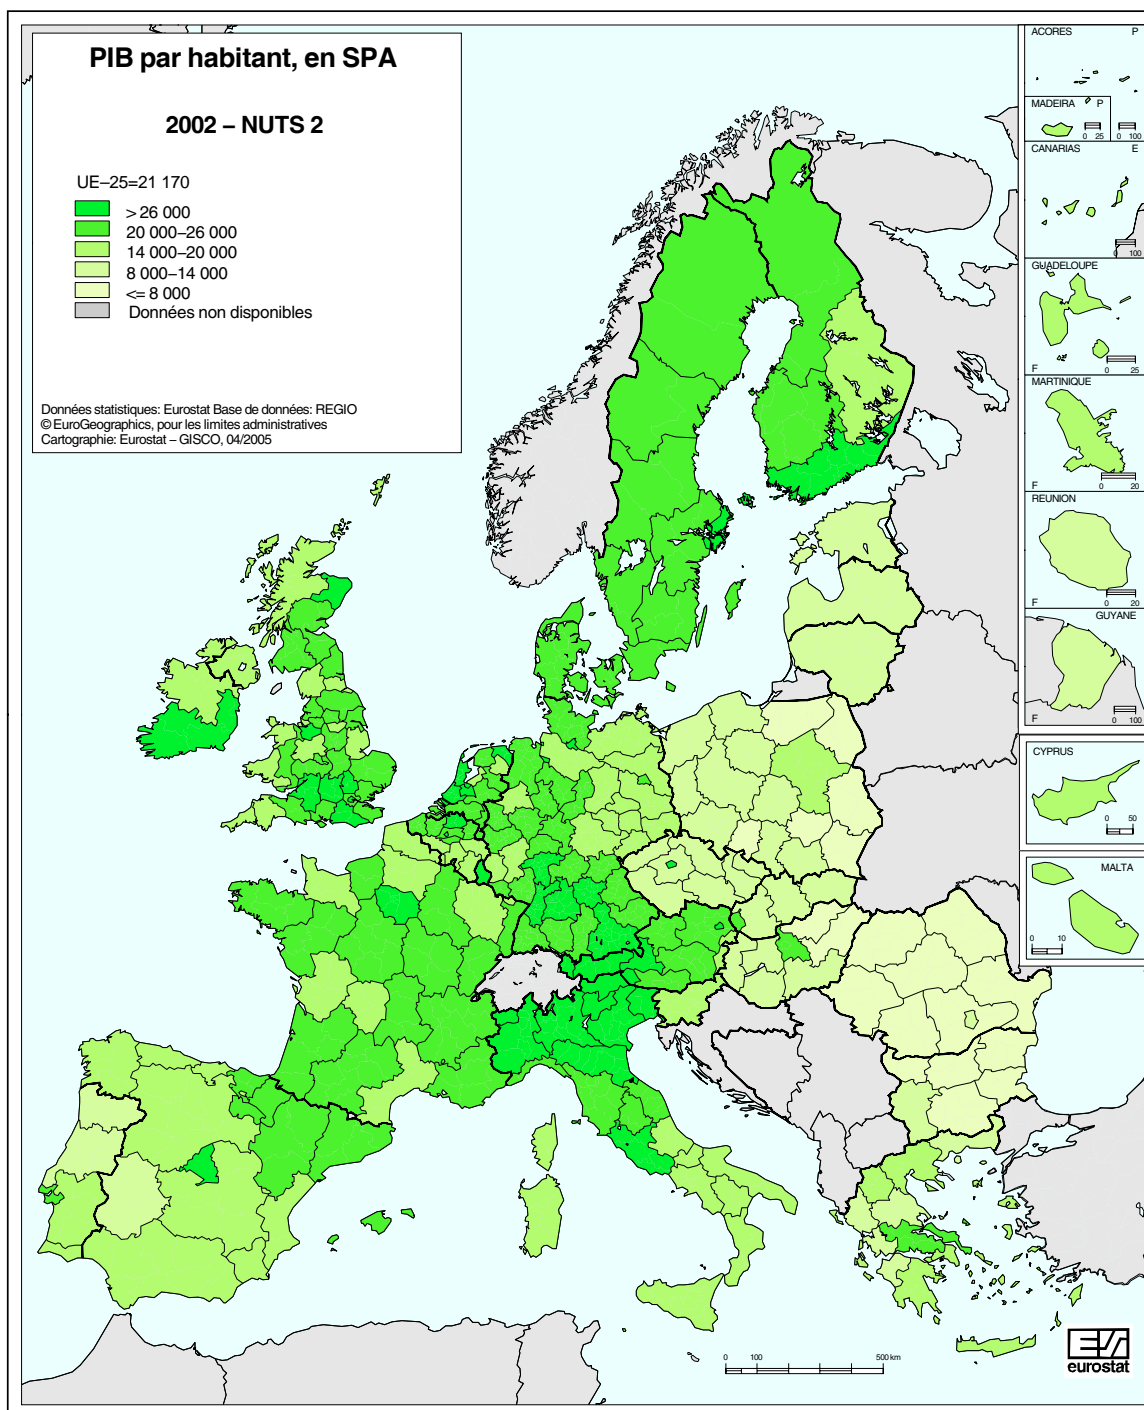 PIB par habitant, en SPA
2002 – NUTS 2
UE–25=21 170
> 26 000
20 000–26 000
14 000–20 000
8 000–14 000
<= 8 000
Données non disponibles
Données statistiques: Eurostat Base de données: REGIO
© EuroGeographics, pour les limites administratives
Cartographie: Eurostat – GISCO, 04/2005
ACORES P
0 100
MADEIRA P
0 25
CANARIAS E
0 100
GUADELOUPE
F 0 25
MARTINIQUE
F 0 20
REUNION
F 0 20
GUYANE
F 0 100
CYPRUS
0 50
MALTA
0 10
0 100 500 km
eurostat